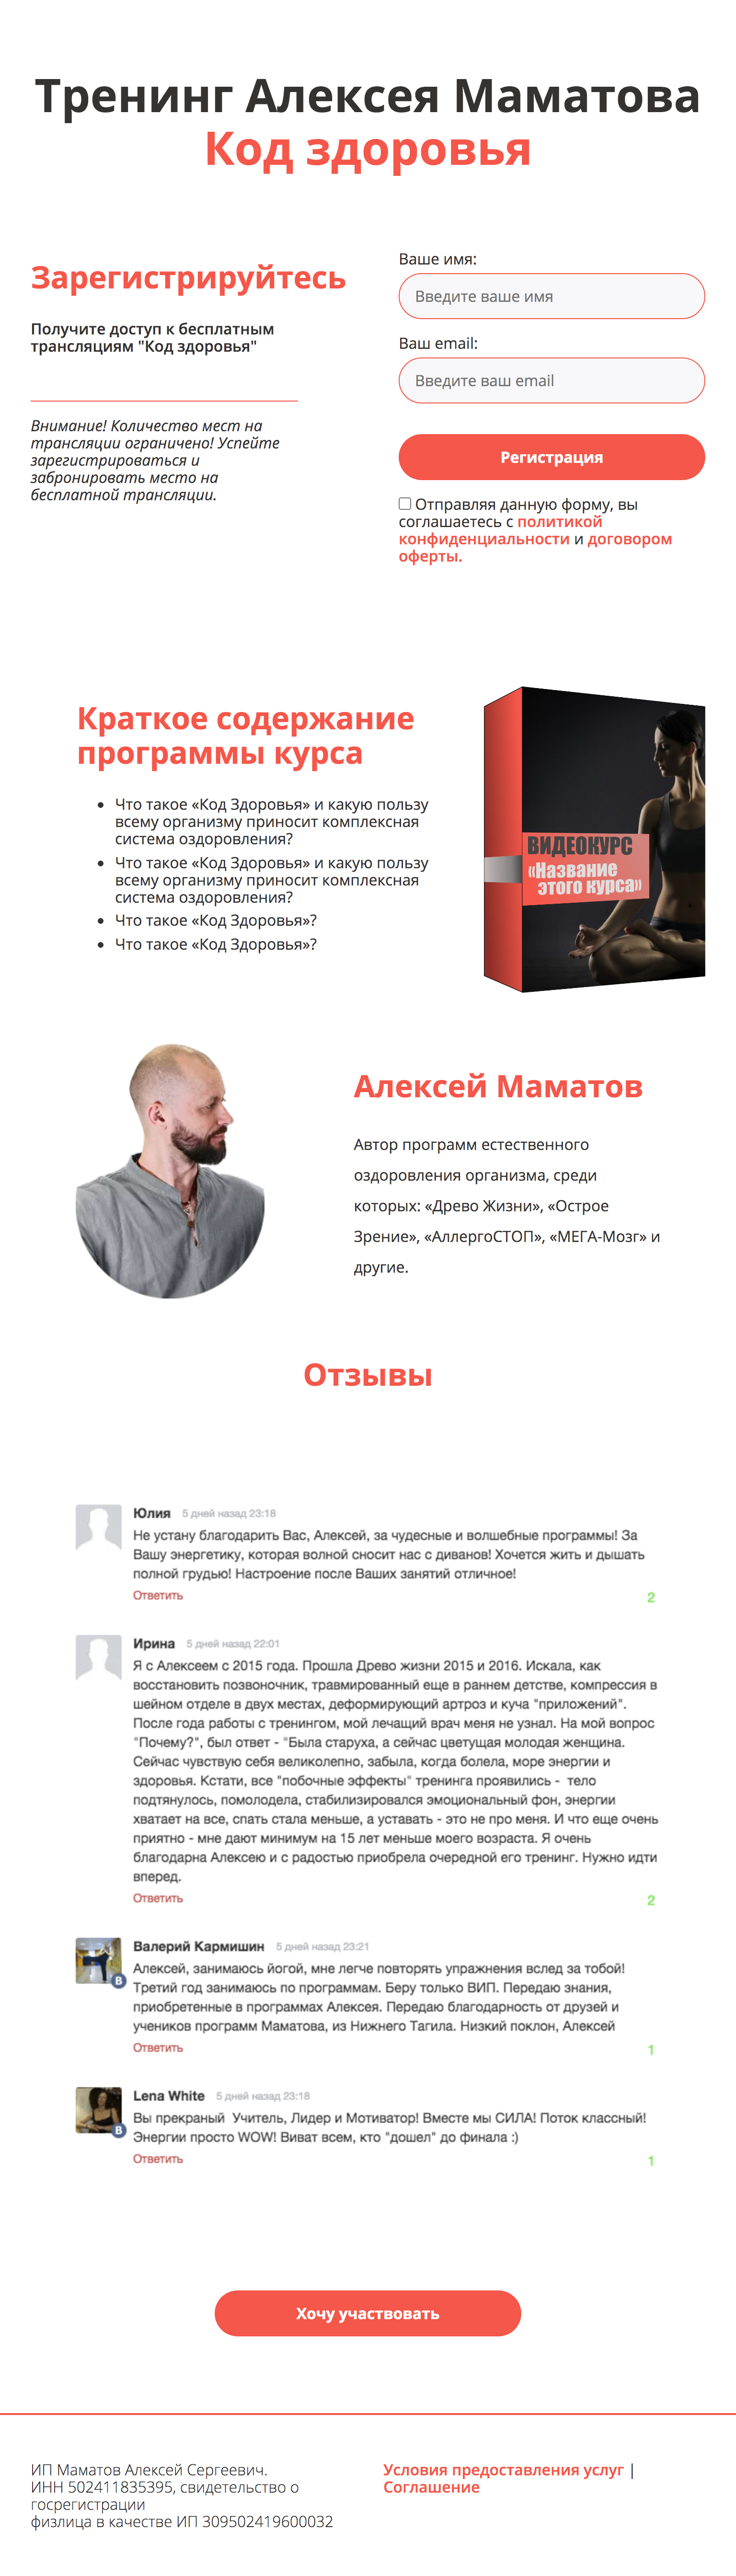 Тренинг Алексея Маматова
Код здоровья
Зарегистрируйтесь
Получите доступ к бесплатным
трансляциям "Код здоровья"
Внимание! Количество мест на
трансляции ограничено! Успейте
зарегистрироваться и
забронировать место на
бесплатной трансляции.
Ваше имя:
Введите ваше имя
Ваш email:
Введите ваш email
Регистрация
Отправляя данную форму, вы
соглашаетесь с политикой
конфиденциальности и договором
оферты.
Краткое содержание
программы курса
Что такое «Код Здоровья» и какую пользу
всему организму приносит комплексная
система оздоровления?
Что такое «Код Здоровья» и какую пользу
всему организму приносит комплексная
система оздоровления?
Что такое «Код Здоровья»?
Что такое «Код Здоровья»?
ВИДЕОКУРС
«Название
этого курса»
Алексей Маматов
Автор программ естественного
оздоровления организма, среди
которых: «Древо Жизни», «Острое
Зрение», «АллергоСТОП», «МЕГА-Мозг» и
другие.
Отзывы
Юлия 5 дней назад 23:18
Не устану благодарить Вас, Алексей, за чудесные и волшебные программы! За
Вашу энергетику, которая волной сносит нас с диванов! Хочется жить и дышать
полной грудью! Настроение после Ваших занятий отличное!
Ответить 2
Ирина 5 дней назад 22:01
Я с Алексеем с 2015 года. Прошла Древо жизни 2015 и 2016. Искала, как
восстановить позвоночник, травмированный еще в раннем детстве, компрессия в
шейном отделе в двух местах, деформирующий артроз и куча "приложений".
После года работы с тренингом, мой лечащий врач меня не узнал. На мой вопрос
"Почему?", был ответ - "Была старуха, а сейчас цветущая молодая женщина.
Сейчас чувствую себя великолепно, забыла, когда болела, море энергии и
здоровья. Кстати, все "побочные эффекты" тренинга проявились - тело
подтянулось, помолодела, стабилизировался эмоциональный фон, энергии
хватает на все, спать стала меньше, а уставать - это не про меня. И что еще очень
приятно - мне дают минимум на 15 лет меньше моего возраста. Я очень
благодарна Алексею и с радостью приобрела очередной его тренинг. Нужно идти
вперед.
Ответить 2
Валерий Кармишин 5 дней назад 23:21
Алексей, занимаюсь йогой, мне легче повторять упражнения вслед за тобой!
Третий год занимаюсь по программам. Беру только ВИП. Передаю знания,
приобретенные в программах Алексея. Передаю благодарность от друзей и
учеников программ Маматова, из Нижнего Тагила. Низкий поклон, Алексей
Ответить 1
Lena White 5 дней назад 23:18
Вы прекраный Учитель, Лидер и Мотиватор! Вместе мы СИЛА! Поток классный!
Энергии просто WOW! Виват всем, кто "дошел" до финала :)
Ответить 1
Хочу участвовать
ИП Маматов Алексей Сергеевич.
ИНН 502411835395, свидетельство о
госрегистрации
физлица в качестве ИП 309502419600032
Условия предоставления услуг |
Соглашение